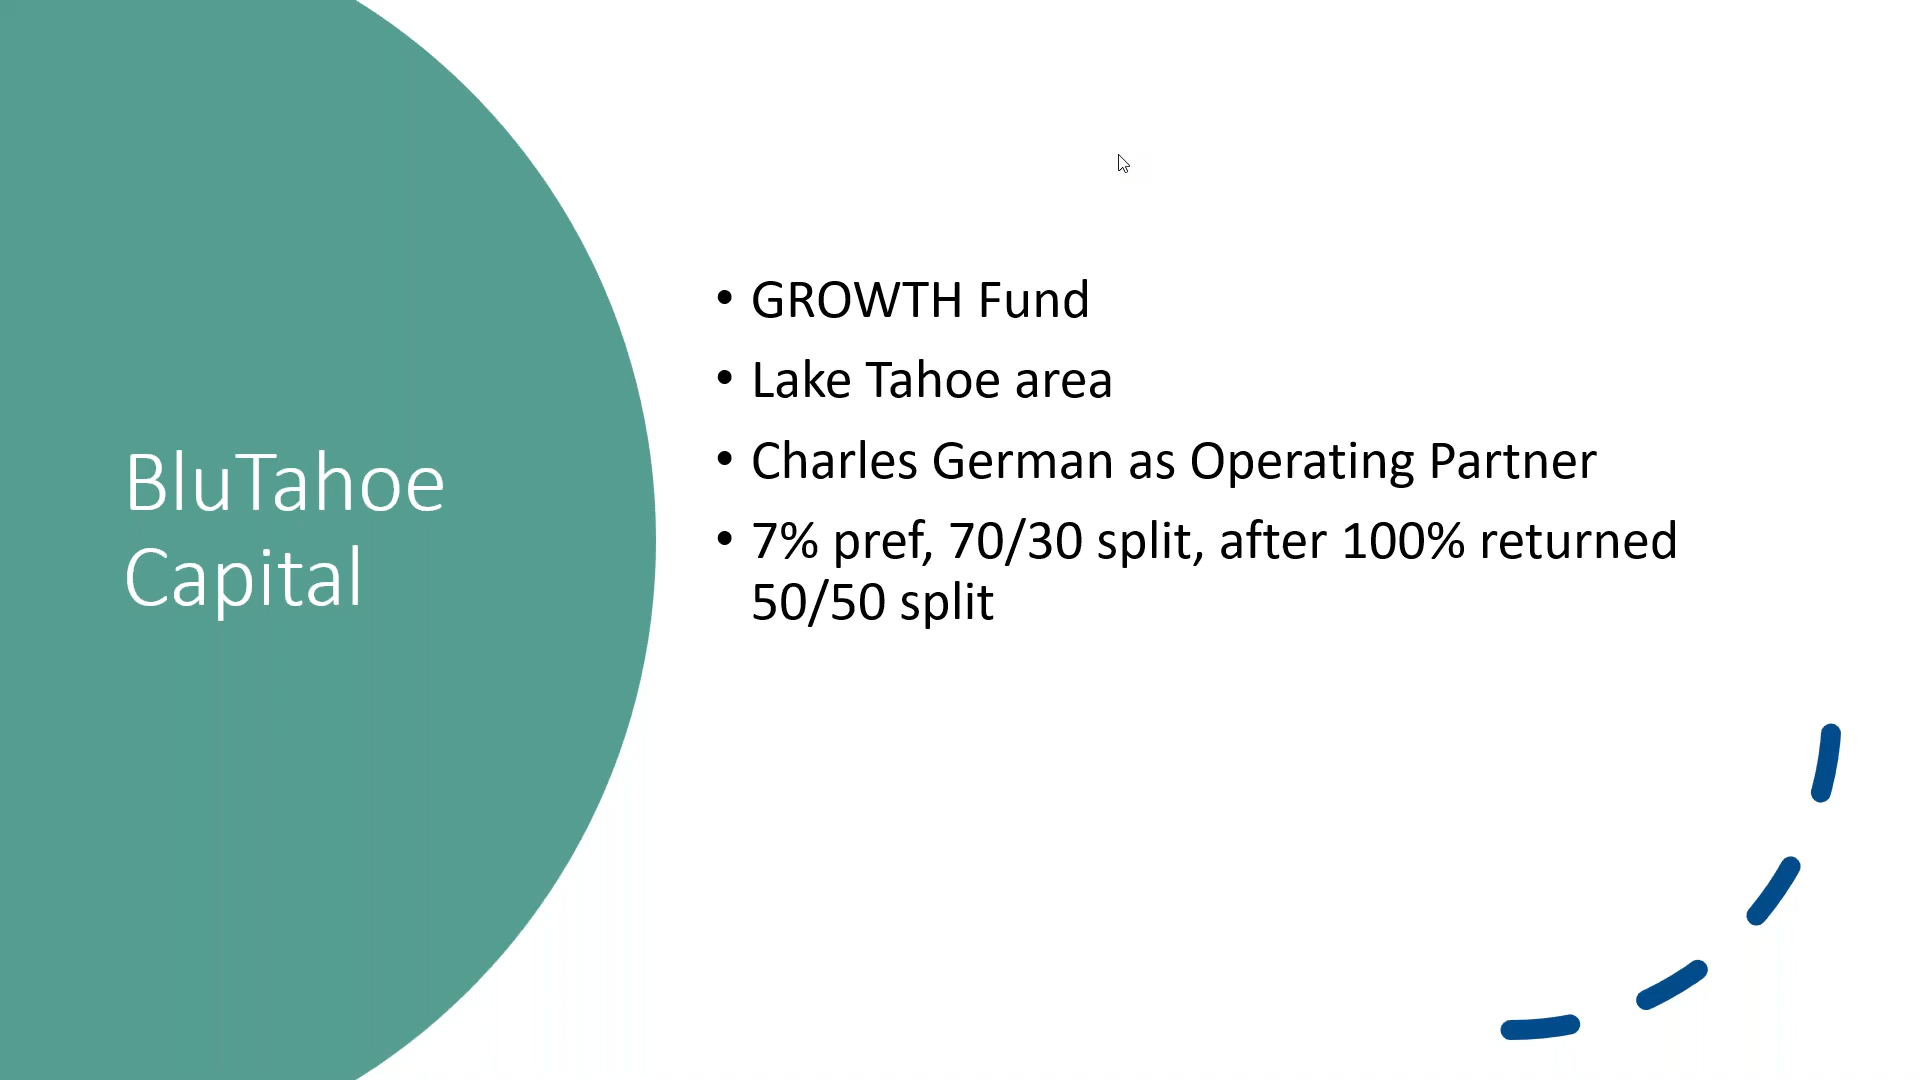 BluTahoe
Capital
• GROWTH Fund
• Lake Tahoe area
• Charles German as Operating Partner
• 7% pref, 70/30 split, after 100% returned
50/50 split